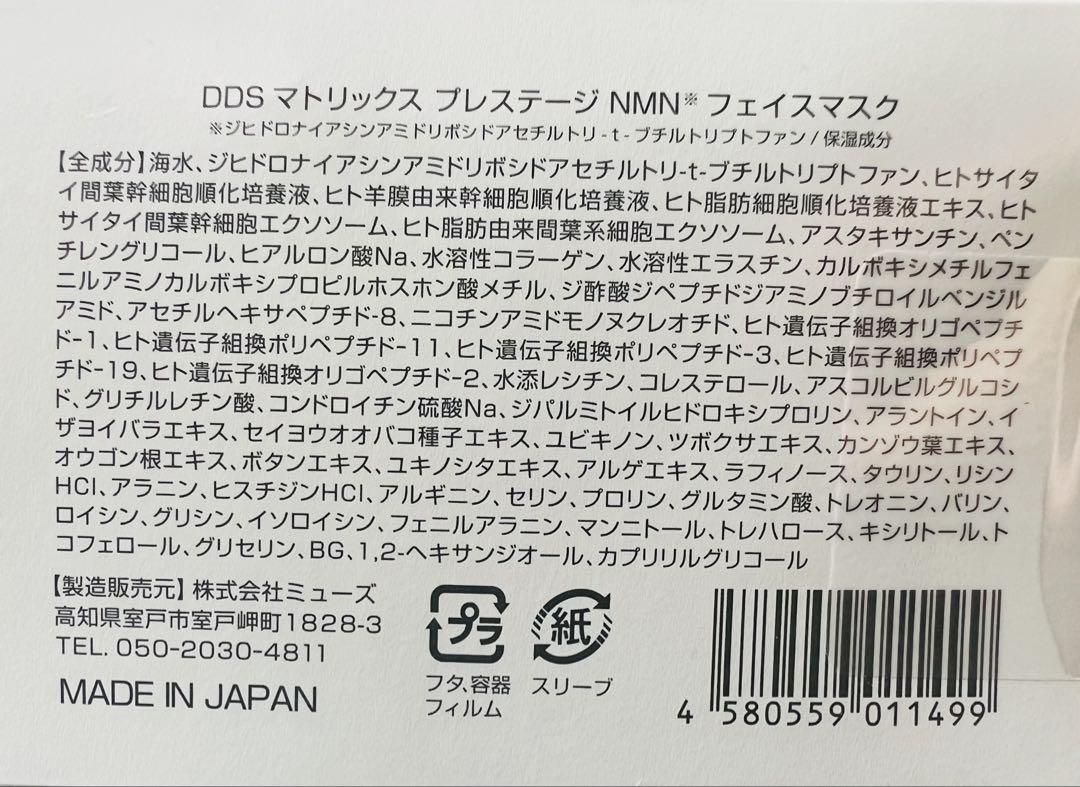 DDS マトリックス プレステージ NMN※ フェイスマスク
※ジヒドロナイアシンアミドリボシドアセチルトリ-t-ブチルトリプトファン/保湿成分
【全成分】海水、ジヒドロナイアシンアミドリボシドアセチルトリ-t-ブチルトリプトファン、ヒトサイタ
イ間葉幹細胞順化培養液、ヒト羊膜由来幹細胞順化培養液、ヒト脂肪細胞順化培養液エキス、ヒト
サイタイ間葉幹細胞エクソソーム、ヒト脂肪由来間葉系細胞エクソソーム、アスタキサンチン、ペン
チレングリコール、ヒアルロン酸Na、水溶性コラーゲン、水溶性エラスチン、カルボキシメチルフェ
ニルアミノカルボキシプロピルホスホン酸メチル、ジ酢酸ジペプチドジアミノブチロイルベンジル
アミド、アセチルヘキサペプチド-8、ニコチンアミドモノヌクレオチド、ヒト遺伝子組換オリゴペプチ
ド-1、ヒト遺伝子組換ポリペプチド-11、ヒト遺伝子組換ポリペプチド-3、ヒト遺伝子組換ポリペプ
チド-19、ヒト遺伝子組換オリゴペプチド-2、水添レシチン、コレステロール、アスコルビルグルコシ
ド、グリチルレチン酸、コンドロイチン硫酸Na、ジパルミトイルヒドロキシプロリン、アラントイン、イ
ザヨイバラエキス、セイヨウオオバコ種子エキス、ユビキノン、ツボクサエキス、カンゾウ葉エキス、
オウゴン根エキス、ボタンエキス、ユキノシタエキス、アルゲエキス、ラフィノース、タウリン、リシン
HCl、アラニン、ヒスチジンHCl、アルギニン、セリン、プロリン、グルタミン酸、トレオニン、バリン、
ロイシン、グリシン、イソロイシン、フェニルアラニン、マンニトール、トレハロース、キシリトール、ト
コフェロール、グリセリン、BG、1,2-ヘキサンジオール、カプリリルグリコール
【製造販売元】株式会社ミューズ
高知県室戸市室戸岬町1828-3
TEL. 050-2030-4811
MADE IN JAPAN
プラ
フタ、容器
フィルム
紙
スリーブ
4 580559 011499